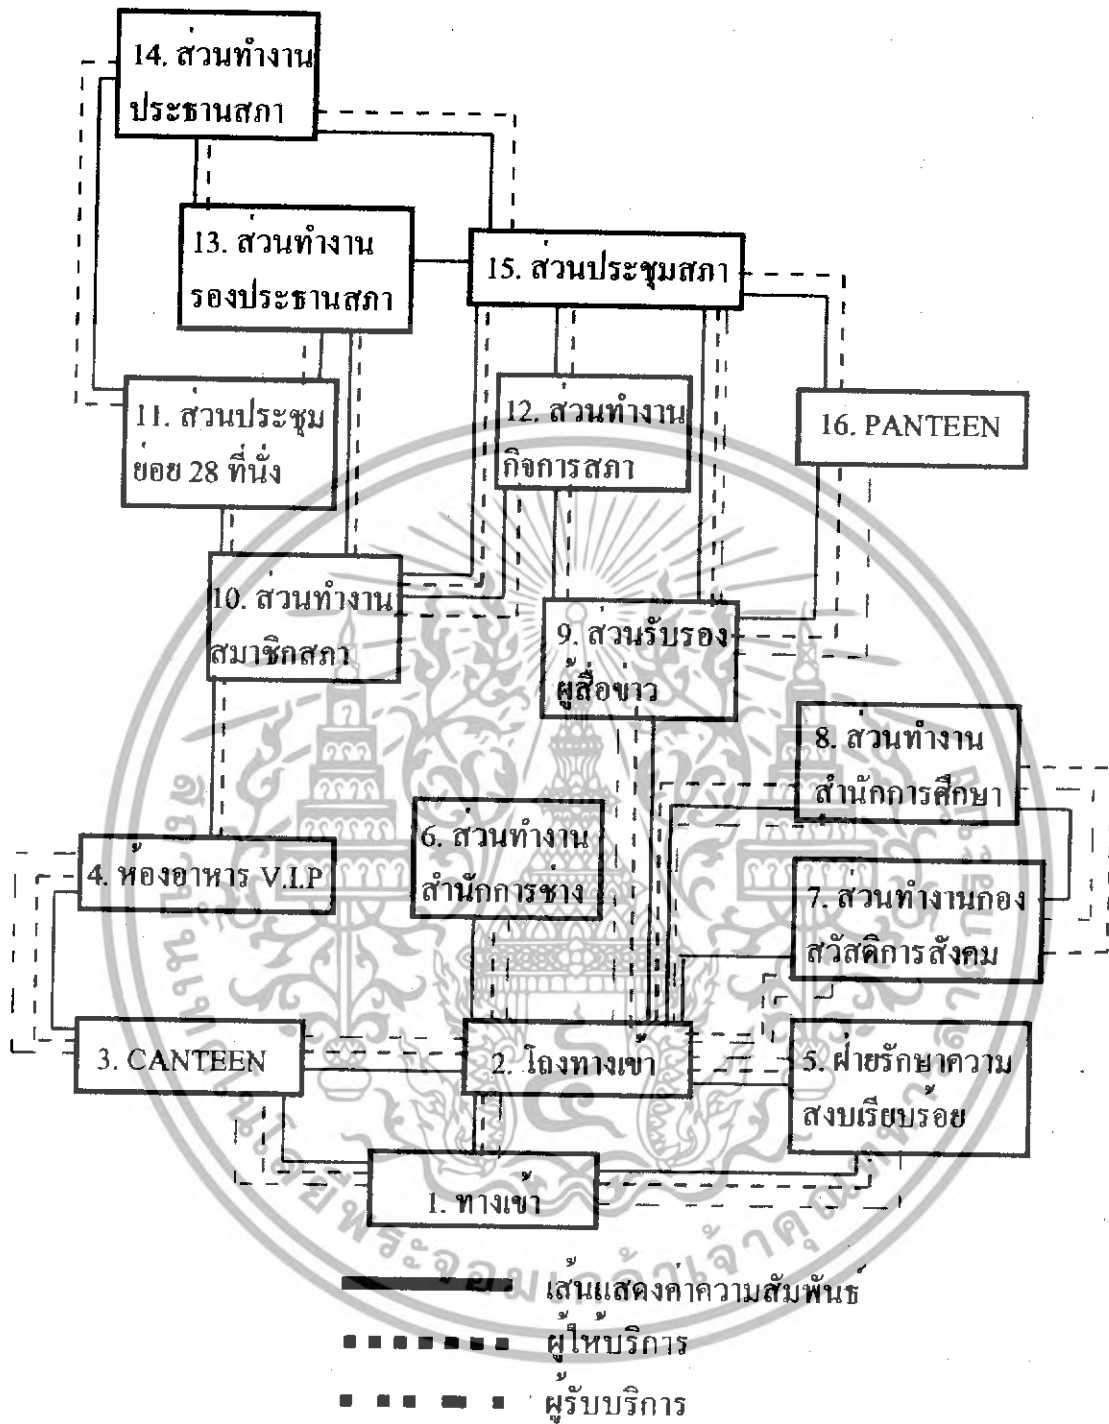 14. ส่วนทำงาน
ประธานสภา
13. ส่วนทำงาน
รองประธานสภา
15. ส่วนประชุมสภา
11. ส่วนประชุม
ย่อย 28 ที่นั่ง
12. ส่วนทำงาน
กิจการสภา
16. PANTEEN
10. ส่วนทำงาน
สมาชิกสภา
9. ส่วนรับรอง
ผู้สื่อข่าว
8. ส่วนทำงาน
สำนักการศึกษา
6. ส่วนทำงาน
สำนักการช่าง
4. ห้องอาหาร V.I.P
7. ส่วนทำงานกอง
สวัสดิการสังคม
3. CANTEEN
2. โถงทางเข้า
5. ฝ่ายรักษาความ
สงบเรียบร้อย
1. ทางเข้า
เส้นแสดงค่าความสัมพันธ์
ผู้ให้บริการ
ผู้รับบริการ